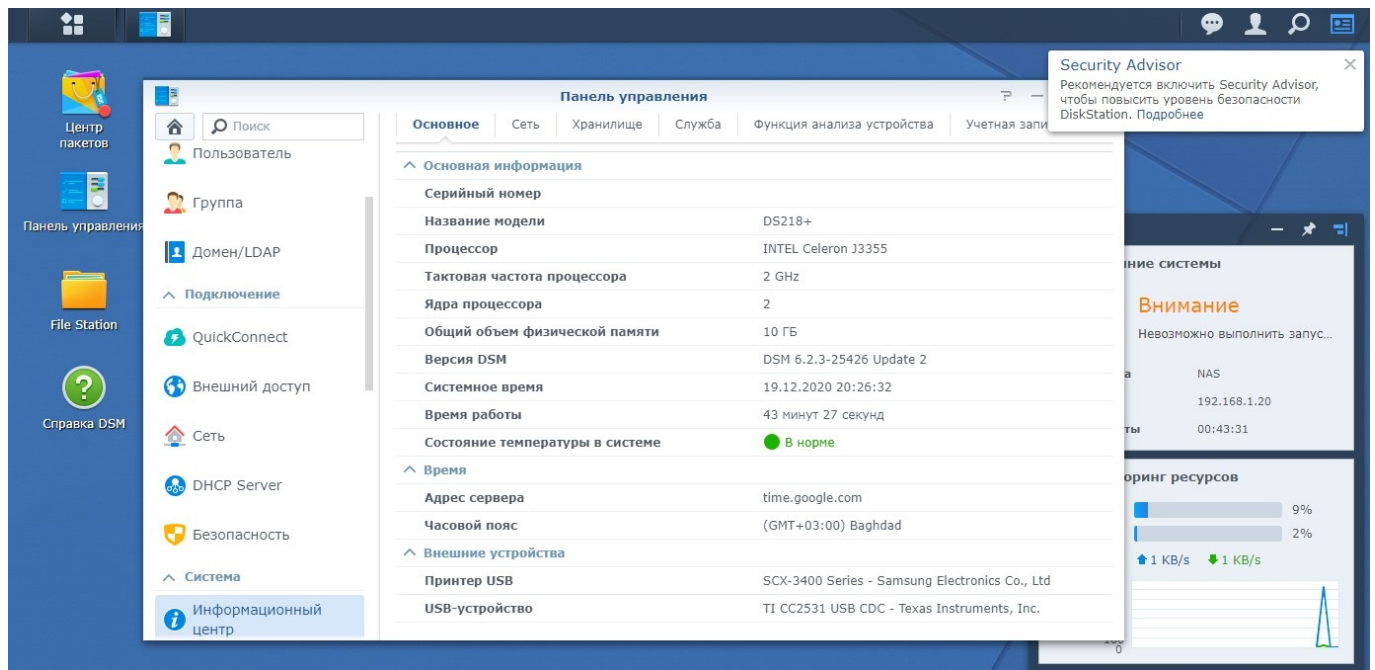 Security Advisor
Рекомендуется включить Security Advisor,
чтобы повысить уровень безопасности
DiskStation. Подробнее
Центр
пакетов
Панель управления
File Station
Справка DSM
Панель управления
Поиск
Основное Сеть Хранилище Служба Функция анализа устройства Учетная запи
Пользователь
Группа
Домен/LDAP
Подключение
QuickConnect
Внешний доступ
Сеть
DHCP Server
Безопасность
Система
Информационный
центр
Основная информация
Серийный номер
Название модели DS218+
Процессор INTEL Celeron J3355
Тактовая частота процессора 2 GHz
Ядра процессора 2
Общий объем физической памяти 10 ГБ
Версия DSM DSM 6.2.3-25426 Update 2
Системное время 19.12.2020 20:26:32
Время работы 43 минут 27 секунд
Состояние температуры в системе В норме
Время
Адрес сервера time.google.com
Часовой пояс (GMT+03:00) Baghdad
Внешние устройства
Принтер USB SCX-3400 Series - Samsung Electronics Co., Ltd
USB-устройство TI CC2531 USB CDC - Texas Instruments, Inc.
ние системы
Внимание
Невозможно выполнить запус...
а NAS
192.168.1.20
ты 00:43:31
оринг ресурсов
9%
2%
1 KB/s 1 KB/s
0